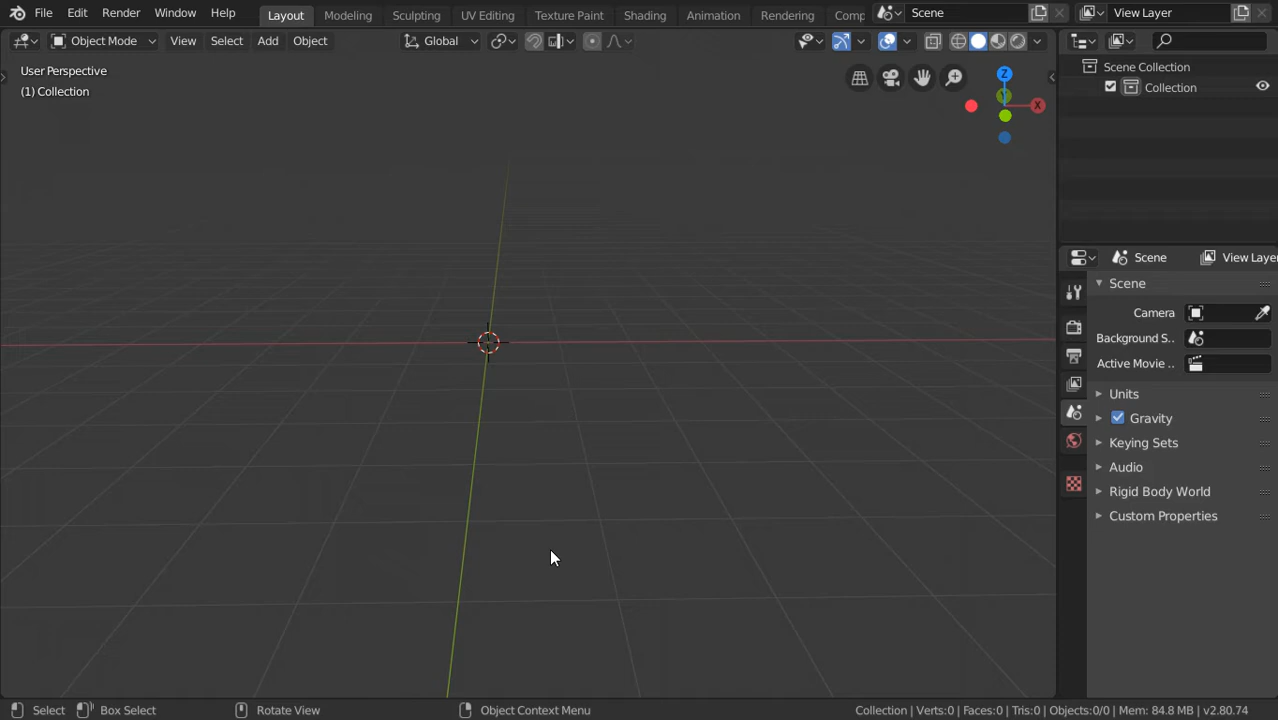 File Edit Render Window Help Layout Modeling Sculpting UV Editing Texture Paint Shading Animation Rendering Comp Scene View Layer
Object Mode View Select Add Object Global
User Perspective
(1) Collection
Z
Y
X
Scene Collection
Collection
Scene View Layer
Scene
Camera
Background S..
Active Movie ..
Units
Gravity
Keying Sets
Audio
Rigid Body World
Custom Properties
Select Box Select Rotate View Object Context Menu Collection | Verts:0 | Faces:0 | Tris:0 | Objects:0/0 | Mem: 84.8 MB | v2.80.74